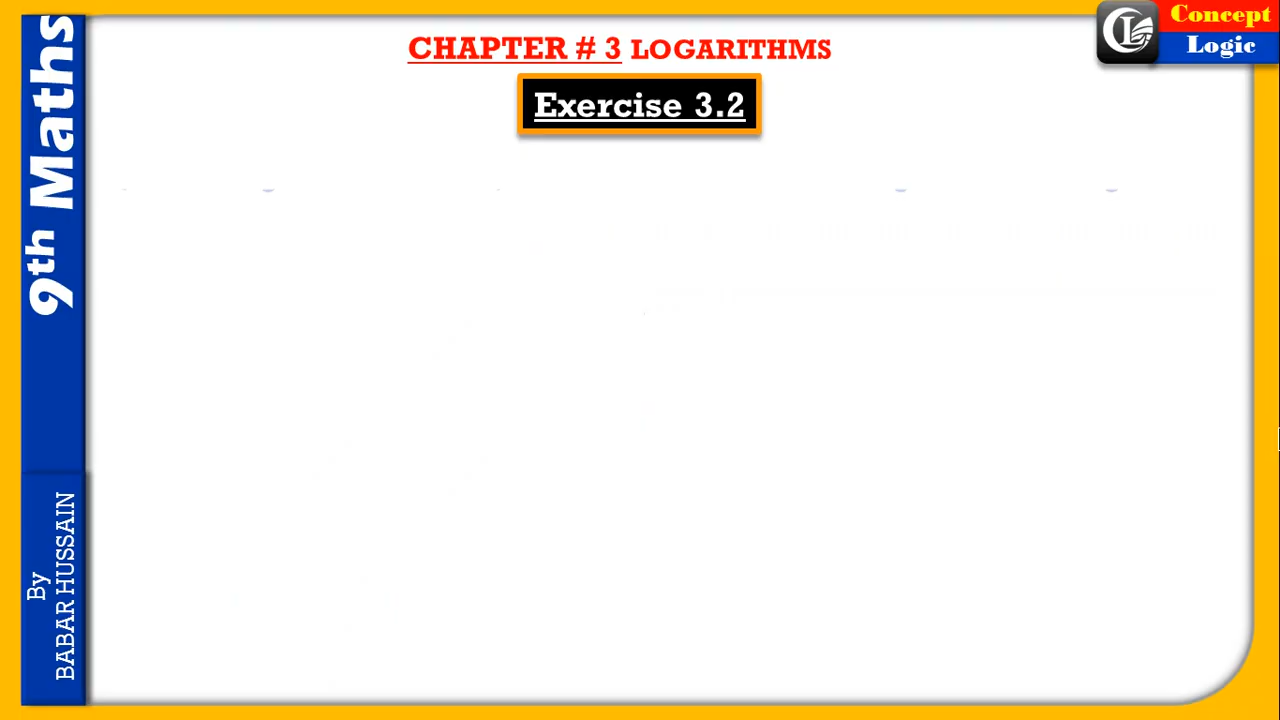 CHAPTER # 3 LOGARITHMS
Exercise 3.2
Concept
Logic
9th Maths
By
BABAR HUSSAIN